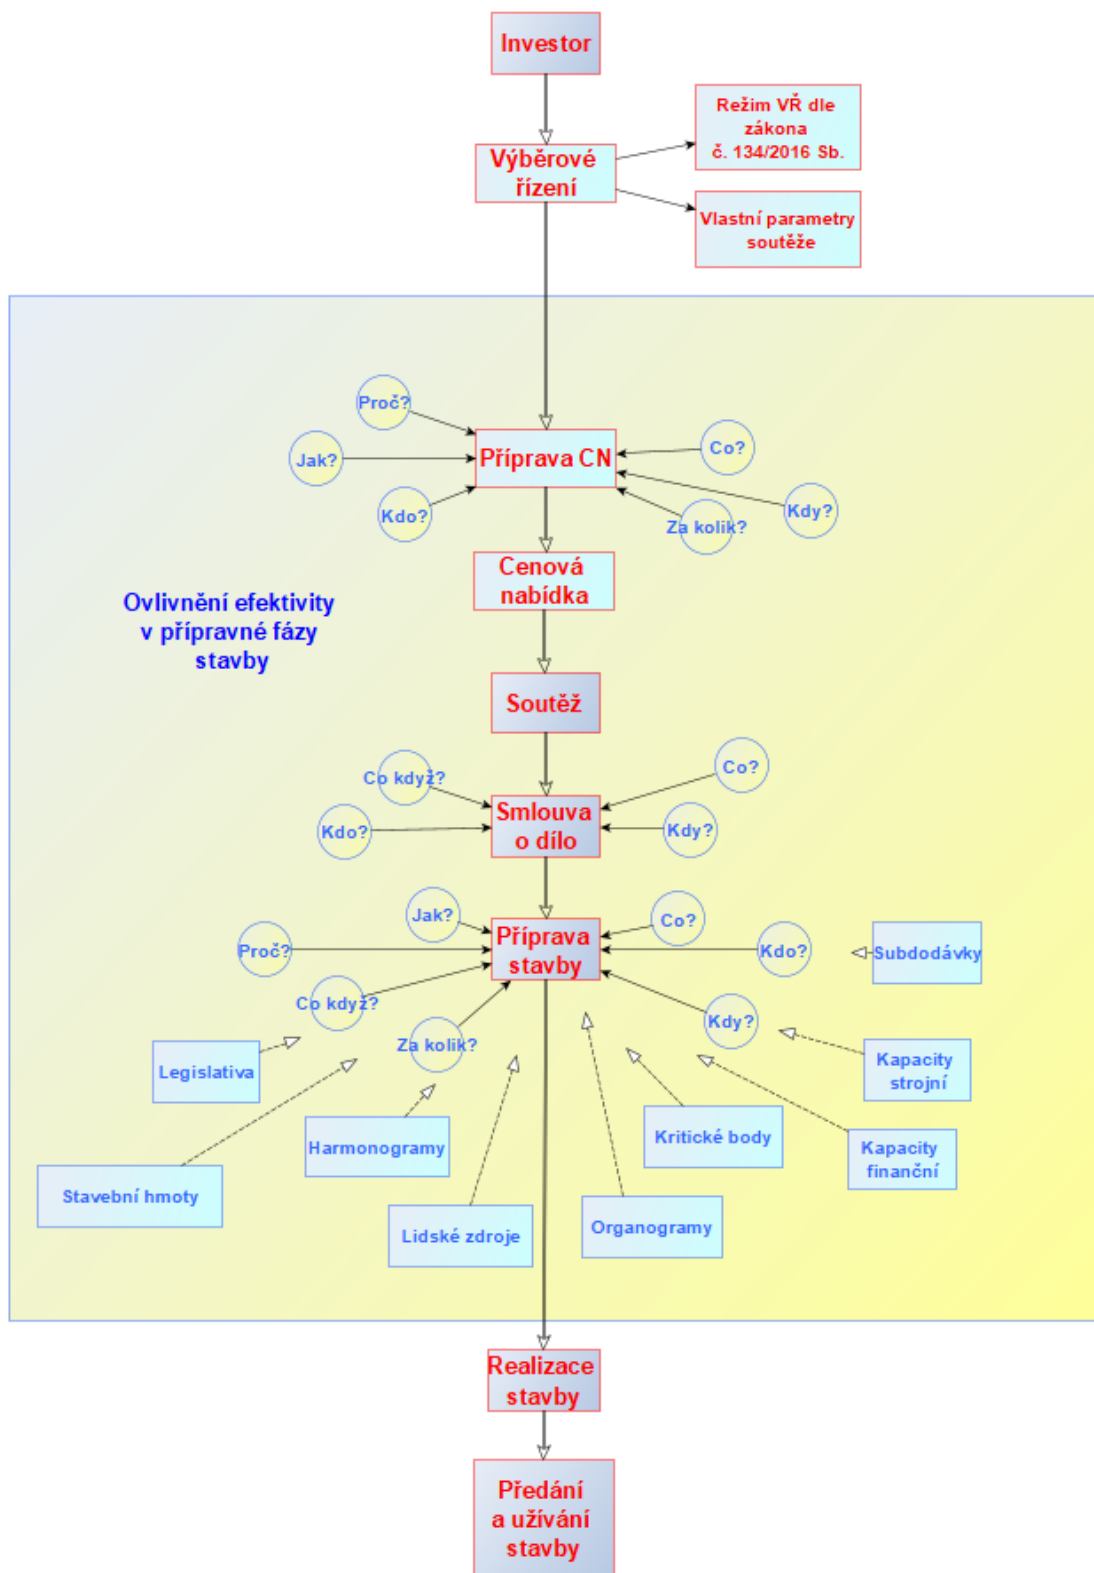 Investor
Režim VŘ dle
zákona
č. 134/2016 Sb.
Výběrové
řízení
Vlastní parametry
soutěže
Proč?
Jak?
Příprava CN
Co?
Kdo?
Za kolik?
Kdy?
Cenová
nabídka
Ovlivnění efektivity
v přípravné fázy
stavby
Soutěž
Co když?
Co?
Smlouva
o dílo
Kdo?
Kdy?
Jak?
Co?
Proč?
Příprava
stavby
Kdo?
Subdodávky
Co když?
Za kolik?
Kdy?
Legislativa
Kapacity
strojní
Harmonogramy
Kritické body
Kapacity
finanční
Stavební hmoty
Lidské zdroje
Organogramy
Realizace
stavby
Předání
a užívání
stavby